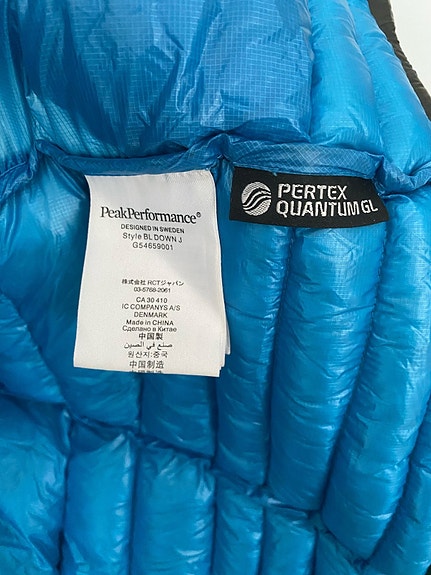 PeakPerformance®
DESIGNED IN SWEDEN
Style BL DOWN J
G54659001
株式会社 RCTジャパン
03-5768-2061
CA 30 410
IC COMPANYS A/S
DENMARK
Made in CHINA
Сделано в Китае
中国製
صنع في الصين
원산지:중국
中国制造
PERTEX
QUANTUM GL